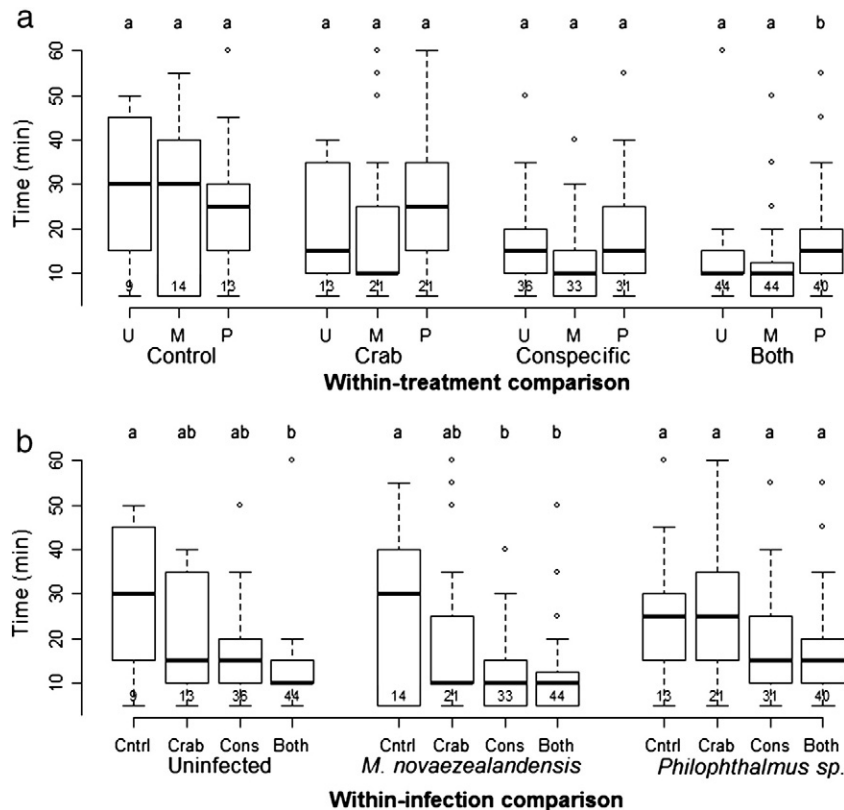 a
a a a a a a a a a a a b
60
50
40
30
20
10
Time (min)
9 14 13 13 21 21 36 33 31 44 44 40
U M P U M P U M P U M P
Control Crab Conspecific Both
Within-treatment comparison
b
a ab ab b a ab b b a a a a
60
50
40
30
20
10
Time (min)
9 13 36 44 14 21 33 44 13 21 31 40
Cntrl Crab Cons Both Cntrl Crab Cons Both Cntrl Crab Cons Both
Uninfected M. novaezealandensis Philophthalmus sp.
Within-infection comparison